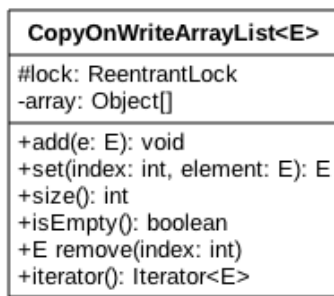 CopyOnWriteArrayList<E>
#lock: ReentrantLock
-array: Object[]
+add(e: E): void
+set(index: int, element: E): E
+size(): int
+isEmpty(): boolean
+E remove(index: int)
+iterator(): Iterator<E>